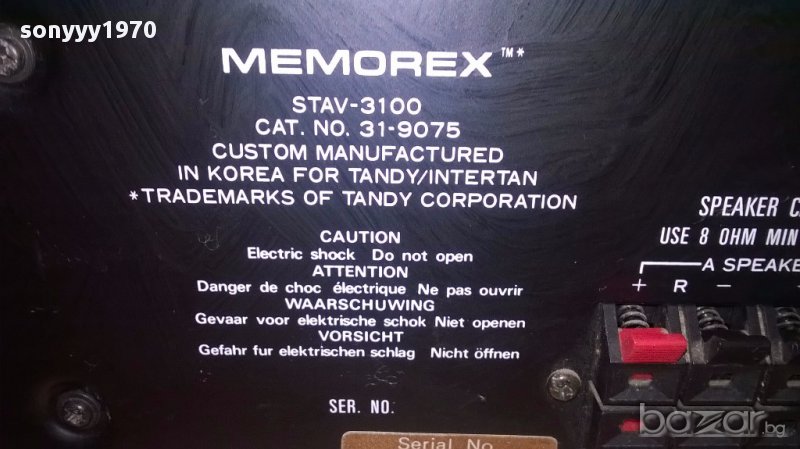 sonyyy1970
MEMOREX ™*
STAV-3100
CAT. NO. 31-9075
CUSTOM MANUFACTURED
IN KOREA FOR TANDY/INTERTAN
*TRADEMARKS OF TANDY CORPORATION
CAUTION
Electric shock Do not open
ATTENTION
Danger de choc électrique Ne pas ouvrir
WAARSCHUWING
Gevaar voor elektrische schok Niet openen
VORSICHT
Gefahr fur elektrischen schlag Nicht öffnen
SER. NO.
Serial No
SPEAKER C
USE 8 OHM MIN
A SPEAKE
+ R −
bazar.bg